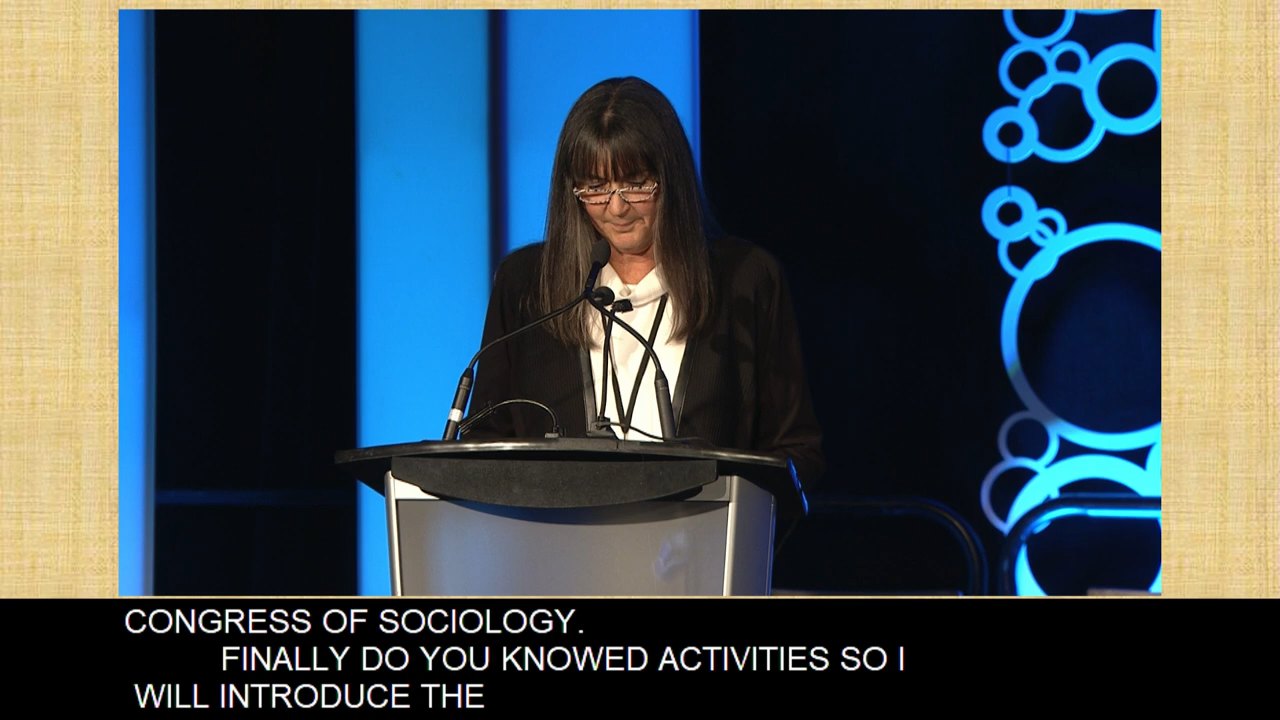 CONGRESS OF SOCIOLOGY.
FINALLY DO YOU KNOWED ACTIVITIES SO I
WILL INTRODUCE THE